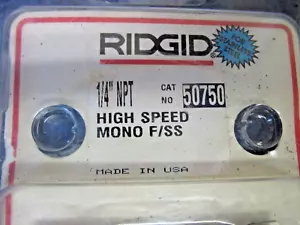 RIDGID
1/4" NPT CAT NO 50750
HIGH SPEED
MONO F/SS
MADE IN USA